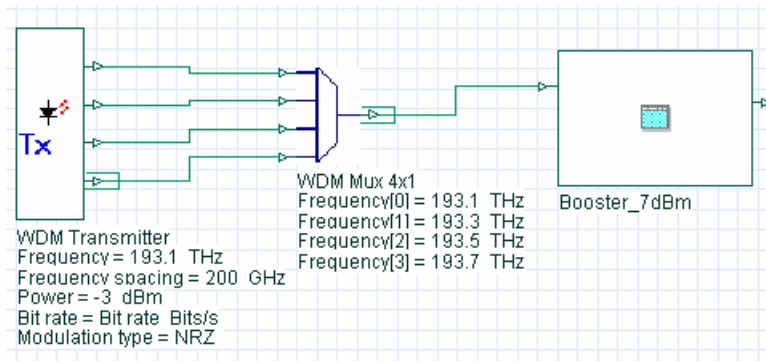 Tx
WDM Transmitter
Frequency = 193.1 THz
Frequency spacing = 200 GHz
Power = -3 dBm
Bit rate = Bit rate Bits/s
Modulation type = NRZ
WDM Mux 4x1
Frequency[0] = 193.1 THz
Frequency[1] = 193.3 THz
Frequency[2] = 193.5 THz
Frequency[3] = 193.7 THz
Booster_7dBm